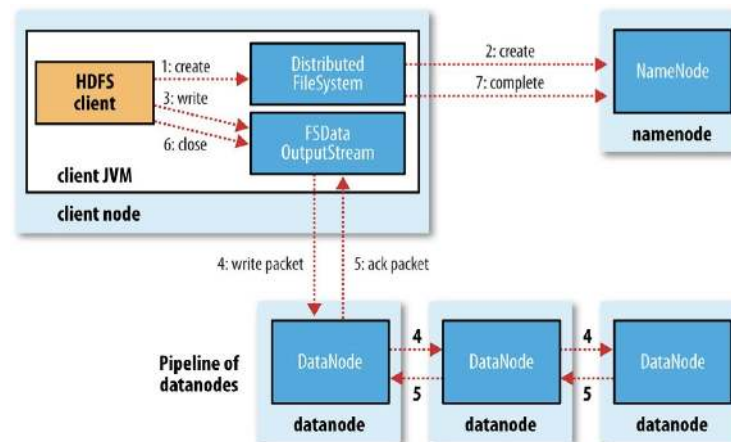 HDFS
client
1: create
3: write
6: close
Distributed
FileSystem
FSData
OutputStream
client JVM
client node
2: create
7: complete
NameNode
namenode
4: write packet
5: ack packet
Pipeline of
datanodes
DataNode
datanode
4
5
DataNode
datanode
4
5
DataNode
datanode